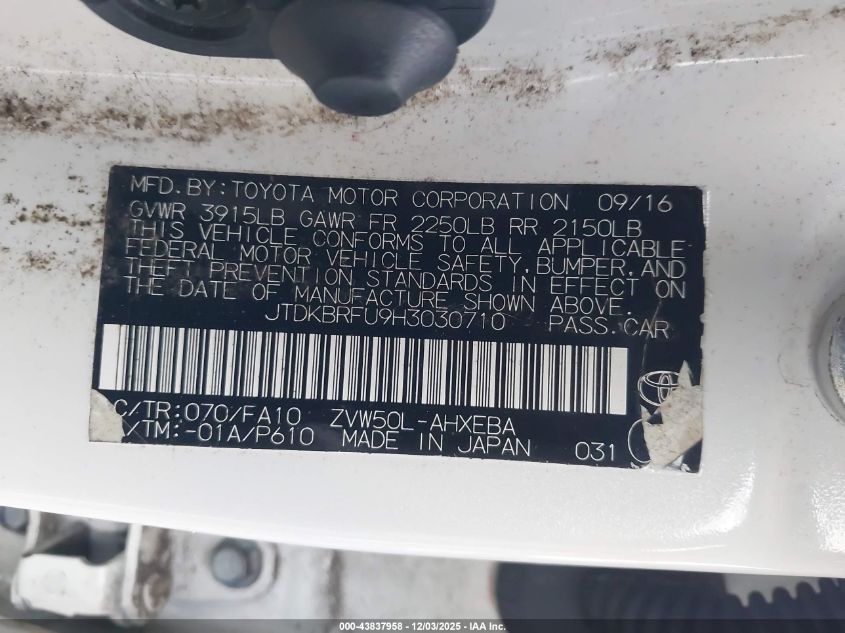 MFD.BY:TOYOTA MOTOR CORPORATION 09/16
GVWR 3915LB GAWR FR 2250LB RR 2150LB
THIS VEHICLE CONFORMS TO ALL APPLICABLE
FEDERAL MOTOR VEHICLE SAFETY,BUMPER,AND
THEFT PREVENTION STANDARDS IN EFFECT ON
THE DATE OF MANUFACTURE SHOWN ABOVE.
JTDKBRFU9H3030710 PASS.CAR
C/TR:070/FA10 ZVW50L-AHXEBA
/TM:-01A/P610 MADE IN JAPAN 031
000-43837958 - 12/03/2025 - IAA Inc.